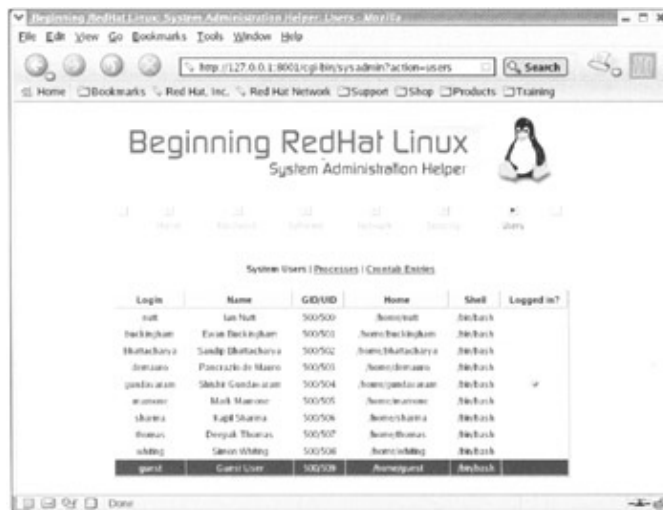 Beginning RedHat Linux: System Administration Helper: Users - Mozilla
File Edit View Go Bookmarks Tools Window Help
http://127.0.0.1:8001/cgi-bin/sysadmin?action=users Search
Home Bookmarks Red Hat, Inc. Red Hat Network Support Shop Products Training
Beginning RedHat Linux
System Administration Helper
Home Network Security Users
System Users | Processes | Crontab Entries
Login Name GID/UID Home Shell Logged in?
nutt Ian Nutt 500/500 /home/nutt /bin/bash
buckingham Ewan Buckingham 500/501 /home/buckingham /bin/bash
bhattacharya Sandip Bhattacharya 500/502 /home/bhattacharya /bin/bash
demauro Pancrazio de Mauro 500/503 /home/demauro /bin/bash
gundavaram Shishir Gundavaram 500/504 /home/gundavaram /bin/bash
mamone Mark Mamone 500/505 /home/mamone /bin/bash
sharma Kapil Sharma 500/506 /home/sharma /bin/bash
thomas Deepak Thomas 500/507 /home/thomas /bin/bash
whiting Simon Whiting 500/508 /home/whiting /bin/bash
guest Guest User 500/509 /home/guest /bin/bash
Done